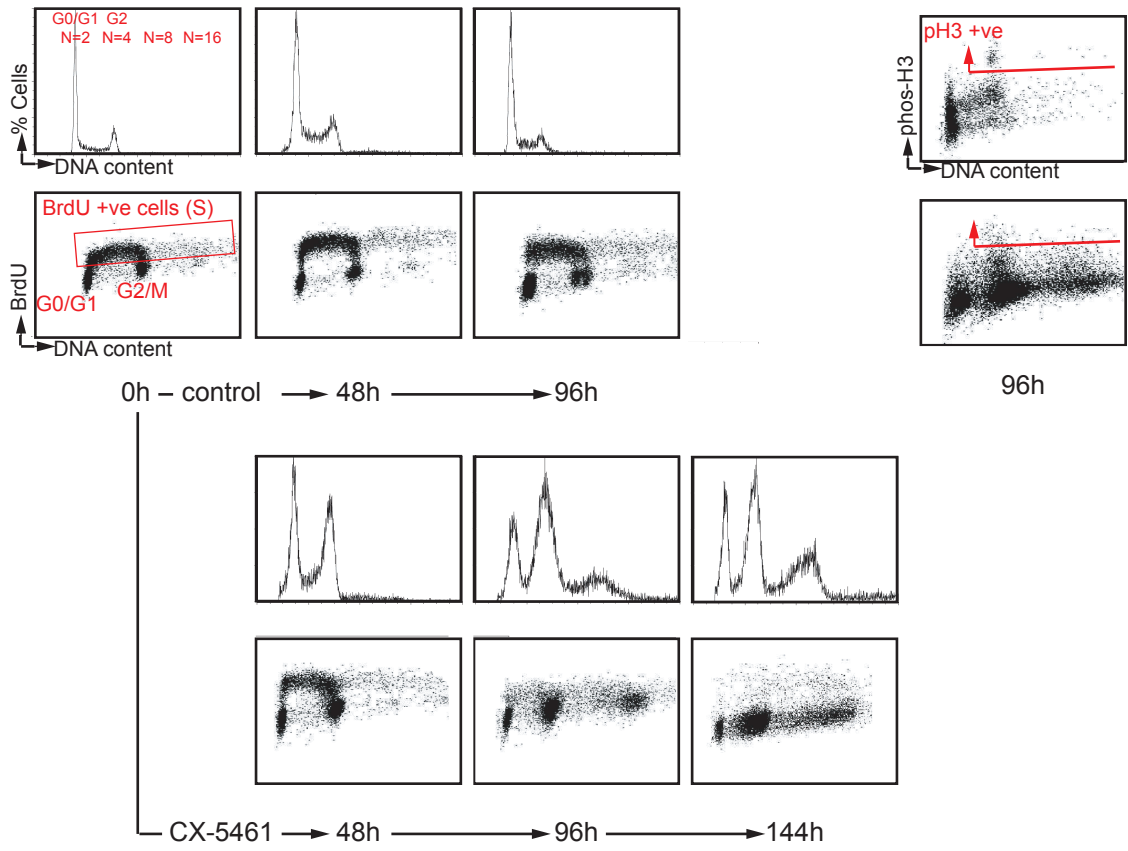 G0/G1 G2
N=2 N=4 N=8 N=16
% Cells
DNA content
pH3 +ve
phos-H3
DNA content
BrdU +ve cells (S)
G0/G1
G2/M
BrdU
DNA content
0h – control 48h 96h
96h
CX-5461 48h 96h 144h